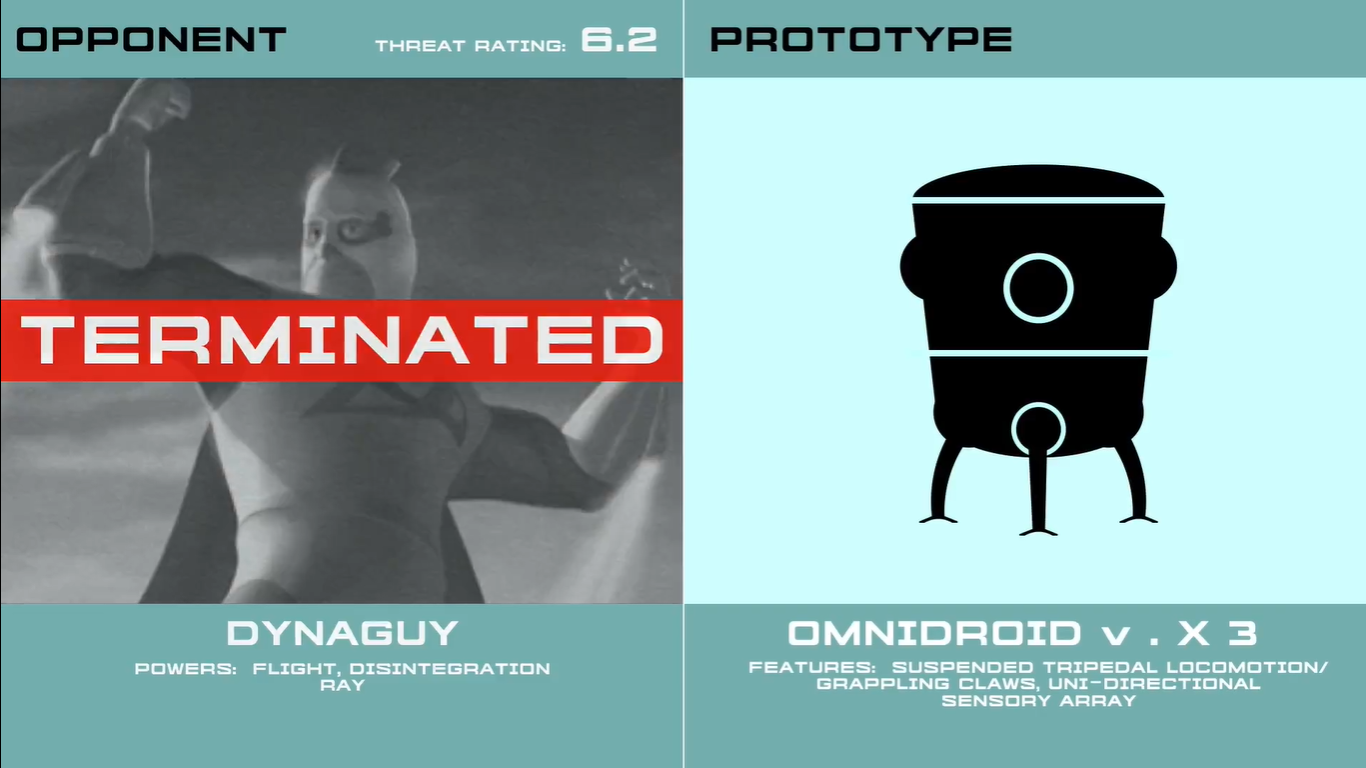 OPPONENT
THREAT RATING: 6.2
TERMINATED
DYNAGUY
POWERS: FLIGHT, DISINTEGRATION
RAY
PROTOTYPE
OMNIDROID v . X 3
FEATURES: SUSPENDED TRIPEDAL LOCOMOTION/
GRAPPLING CLAWS, UNI-DIRECTIONAL
SENSORY ARRAY